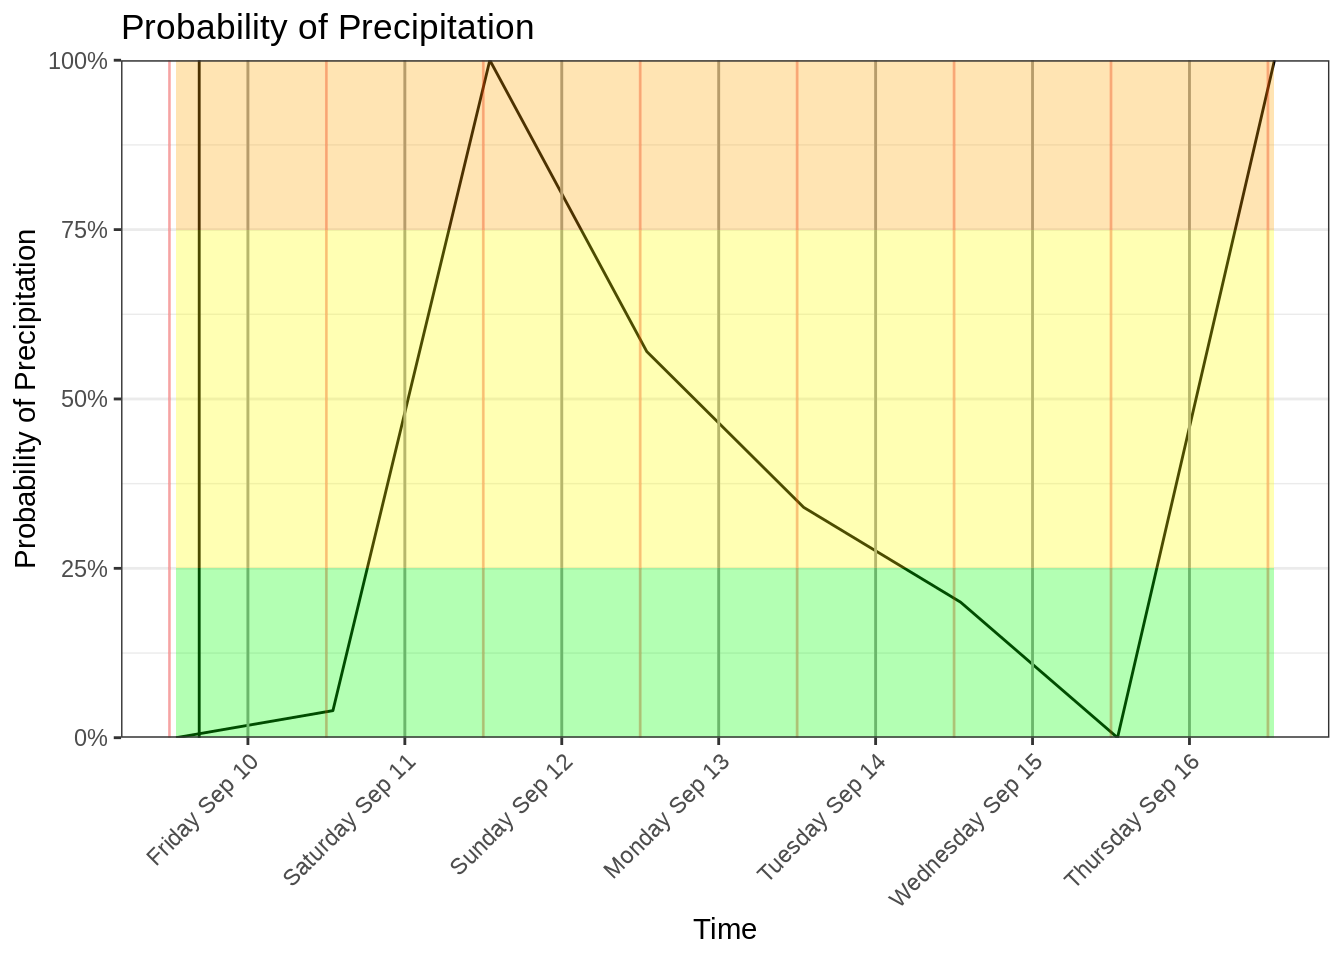 Probability of Precipitation
Probability of Precipitation
100%
75%
50%
25%
0%
Friday Sep 10
Saturday Sep 11
Sunday Sep 12
Monday Sep 13
Tuesday Sep 14
Wednesday Sep 15
Thursday Sep 16
Time